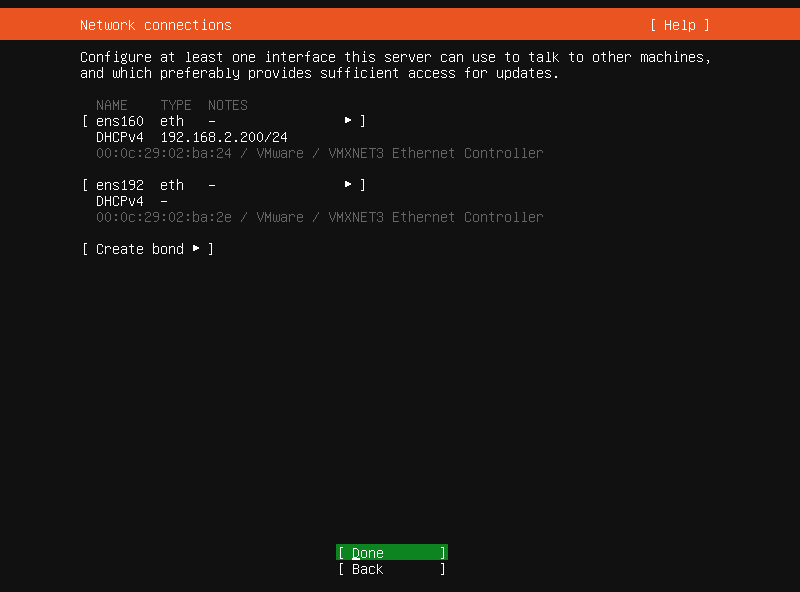 Network connections [ Help ]
Configure at least one interface this server can use to talk to other machines,
and which preferably provides sufficient access for updates.
NAME TYPE NOTES
[ ens160 eth - ▸ ]
DHCPv4 192.168.2.200/24
00:0c:29:02:ba:24 / VMware / VMXNET3 Ethernet Controller
[ ens192 eth - ▸ ]
DHCPv4 -
00:0c:29:02:ba:2e / VMware / VMXNET3 Ethernet Controller
[ Create bond ▸ ]
[ Done ]
[ Back ]